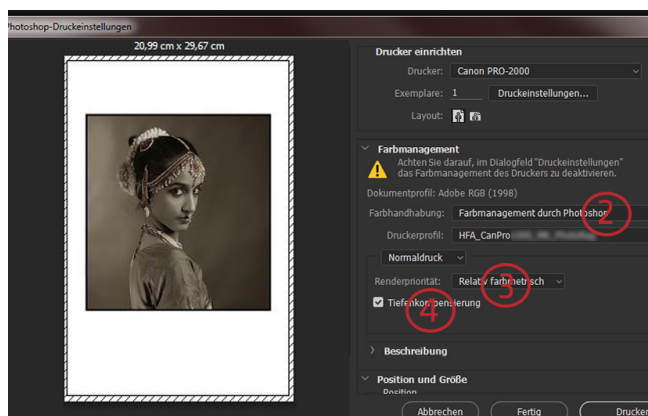 Photoshop-Druckeinstellungen
20,99 cm x 29,67 cm
Drucker einrichten
Drucker: Canon PRO-2000
Exemplare: 1 Druckeinstellungen...
Layout:
Farbmanagement
Achten Sie darauf, im Dialogfeld "Druckeinstellungen"
das Farbmanagement des Druckers zu deaktivieren.
Dokumentprofil: Adobe RGB (1998)
Farbhandhabung: Farbmanagement durch Photoshop
2
Druckerprofil: HFA_CanPro
Normaldruck
Renderpriorität: Relativ farbmetrisch
3
Tiefenkompensierung
4
Beschreibung
Position und Größe
Position
Abbrechen Fertig Drucken